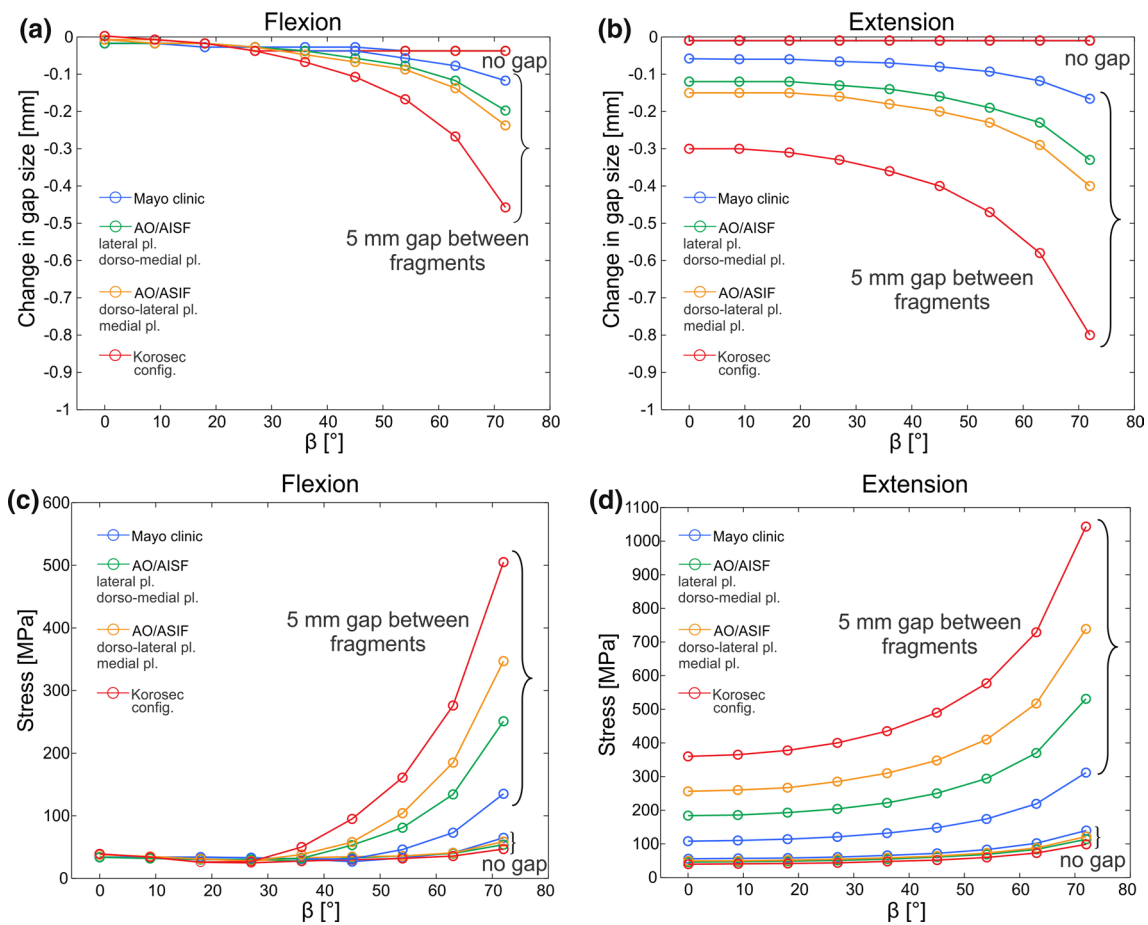 (a)
Flexion
Change in gap size [mm]
0
-0.1
-0.2
-0.3
-0.4
-0.5
-0.6
-0.7
-0.8
-0.9
-1
no gap
Mayo clinic
AO/AISF
lateral pl.
dorso-medial pl.
AO/ASIF
dorso-lateral pl.
medial pl.
Korosec
config.
5 mm gap between
fragments
0 10 20 30 40 50 60 70 80
β [°]
(b)
Extension
Change in gap size [mm]
0
-0.1
-0.2
-0.3
-0.4
-0.5
-0.6
-0.7
-0.8
-0.9
-1
no gap
Mayo clinic
AO/AISF
lateral pl.
dorso-medial pl.
AO/ASIF
dorso-lateral pl.
medial pl.
Korosec
config.
5 mm gap between
fragments
0 10 20 30 40 50 60 70 80
β [°]
(c)
Flexion
Stress [MPa]
600
500
400
300
200
100
0
Mayo clinic
AO/AISF
lateral pl.
dorso-medial pl.
AO/ASIF
dorso-lateral pl.
medial pl.
Korosec
config.
5 mm gap between
fragments
no gap
0 10 20 30 40 50 60 70 80
β [°]
(d)
Extension
Stress [MPa]
1100
1000
900
800
700
600
500
400
300
200
100
0
Mayo clinic
AO/AISF
lateral pl.
dorso-medial pl.
AO/ASIF
dorso-lateral pl.
medial pl.
Korosec
config.
5 mm gap between
fragments
no gap
0 10 20 30 40 50 60 70 80
β [°]